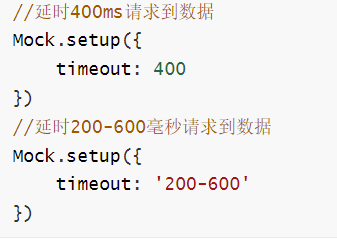 //延时400ms请求到数据
Mock.setup({
    timeout: 400
})
//延时200-600毫秒请求到数据
Mock.setup({
    timeout: '200-600'
})